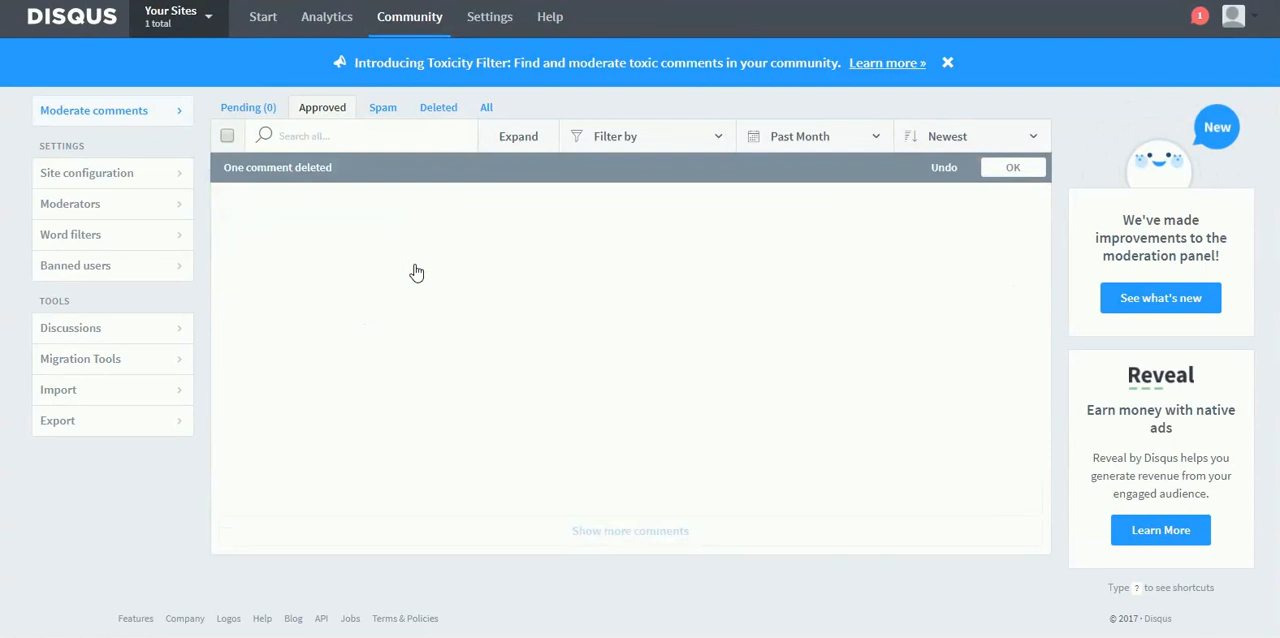 DISQUS
Your Sites
1 total
Start
Analytics
Community
Settings
Help
1
Introducing Toxicity Filter: Find and moderate toxic comments in your community. Learn more »
Moderate comments
SETTINGS
Site configuration
Moderators
Word filters
Banned users
TOOLS
Discussions
Migration Tools
Import
Export
Pending (0)
Approved
Spam
Deleted
All
Search all...
Expand
Filter by
Past Month
Newest
One comment deleted
Undo
OK
Show more comments
New
We've made
improvements to the
moderation panel!
See what's new
Reveal
Earn money with native
ads
Reveal by Disqus helps you
generate revenue from your
engaged audience.
Learn More
Type ? to see shortcuts
Features
Company
Logos
Help
Blog
API
Jobs
Terms & Policies
© 2017 · Disqus